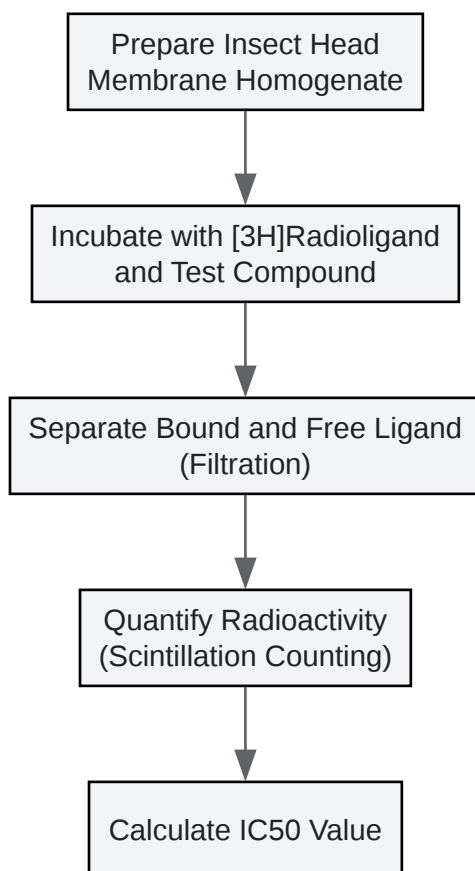 Prepare Insect Head
Membrane Homogenate
Incubate with [3H]Radioligand
and Test Compound
Separate Bound and Free Ligand
(Filtration)
Quantify Radioactivity
(Scintillation Counting)
Calculate IC50 Value